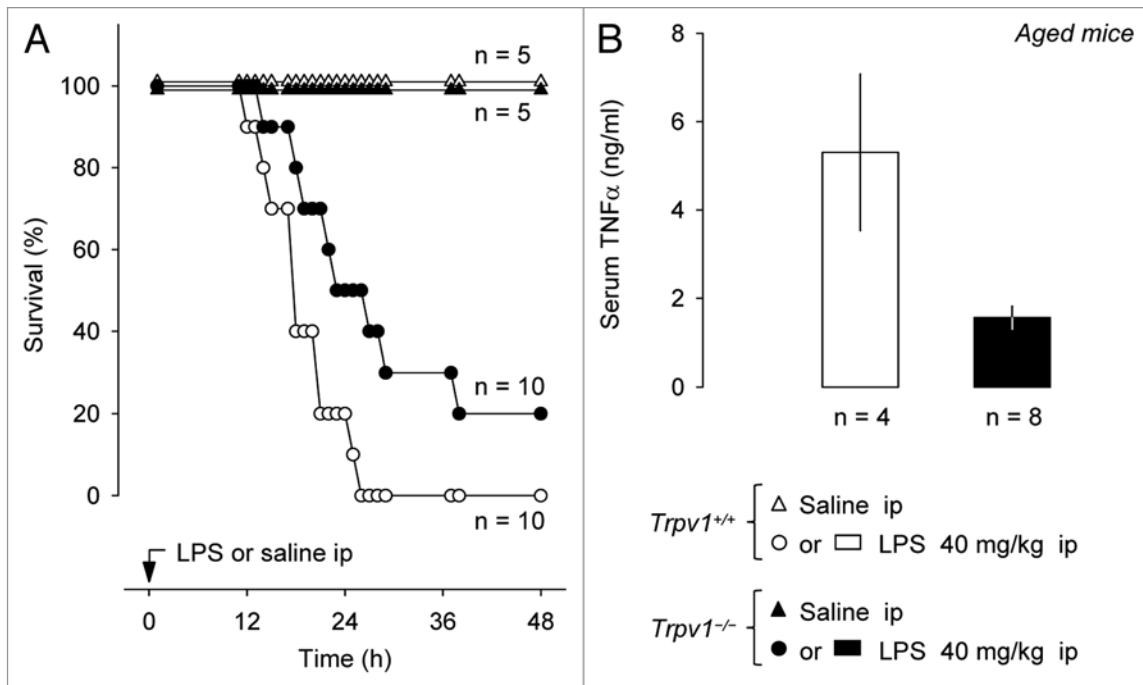 A
n = 5
n = 5
100
80
60
40
20
0
Survival (%)
n = 10
n = 10
LPS or saline ip
0 12 24 36 48
Time (h)
B
Aged mice
8
6
4
2
0
Serum TNFα (ng/ml)
n = 4 n = 8
Trpv1+/+
Saline ip
or LPS 40 mg/kg ip
Trpv1−/−
Saline ip
or LPS 40 mg/kg ip